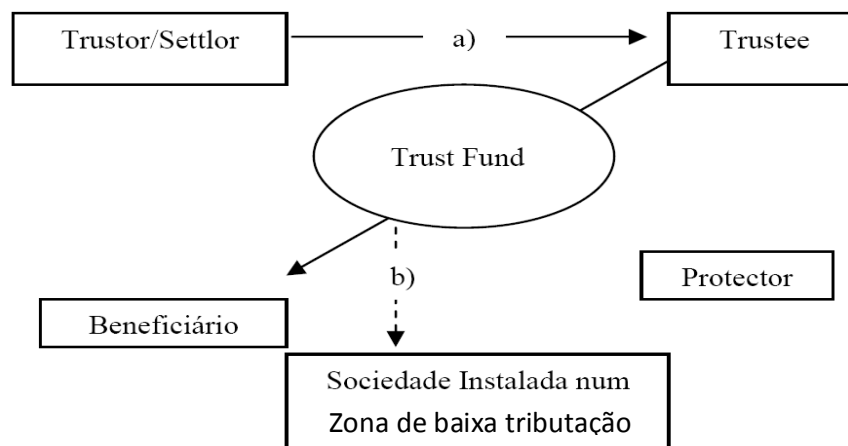 Trustor/Settlor
a)
Trustee
Trust Fund
b)
Protector
Beneficiário
Sociedade Instalada num
Zona de baixa tributação